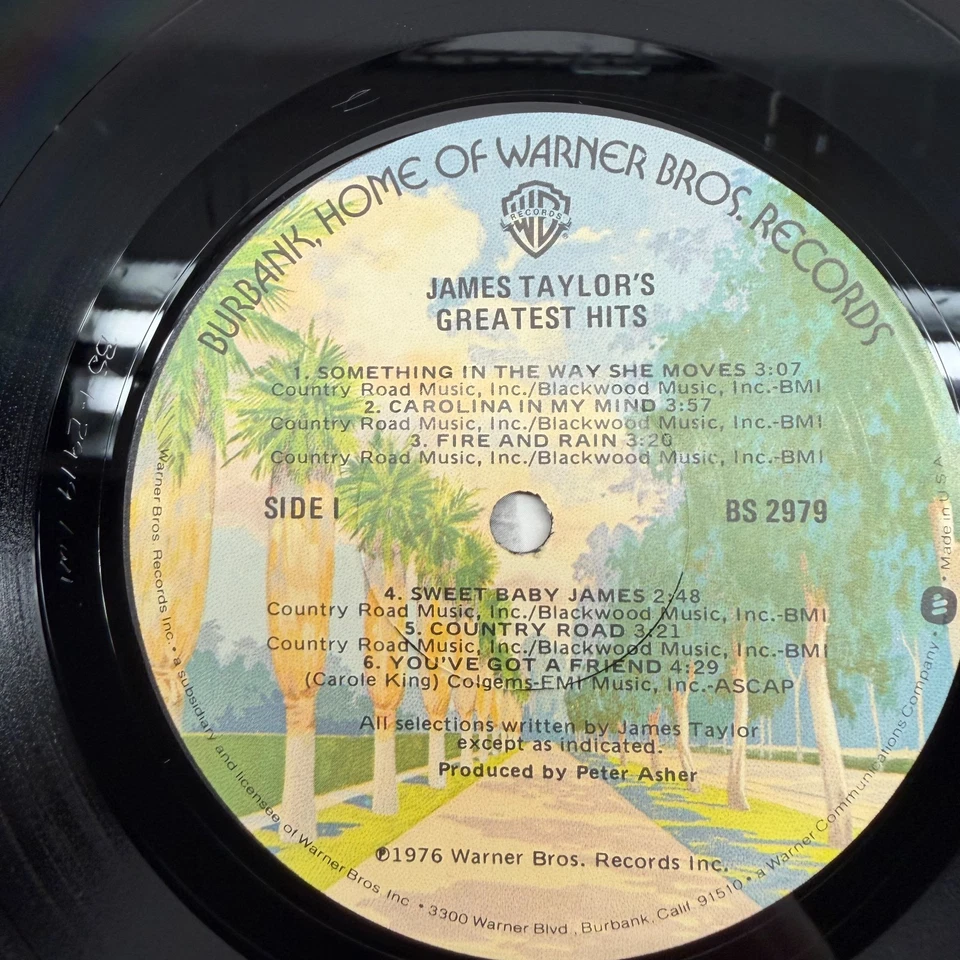 BURBANK, HOME OF WARNER BROS. RECORDS
RECORDS
JAMES TAYLOR'S
GREATEST HITS
1. SOMETHING IN THE WAY SHE MOVES 3:07
Country Road Music, Inc./Blackwood Music, Inc.-BMI
2. CAROLINA IN MY MIND 3:57
Country Road Music, Inc./Blackwood Music, Inc.-BMI
3. FIRE AND RAIN 3:20
Country Road Music, Inc./Blackwood Music, Inc.-BMI
SIDE I
BS 2979
4. SWEET BABY JAMES 2:48
Country Road Music, Inc./Blackwood Music, Inc.-BMI
5. COUNTRY ROAD 3:21
Country Road Music, Inc./Blackwood Music, Inc.-BMI
6. YOU'VE GOT A FRIEND 4:29
(Carole King) Colgems-EMI Music, Inc.-ASCAP
All selections written by James Taylor
except as indicated.
Produced by Peter Asher
℗1976 Warner Bros. Records Inc.
Warner Bros. Records Inc. • a subsidiary and licensee of Warner Bros. Inc. • 3300 Warner Blvd., Burbank, Calif. 91510 • a Warner Communications Company • Made in U.S.A.